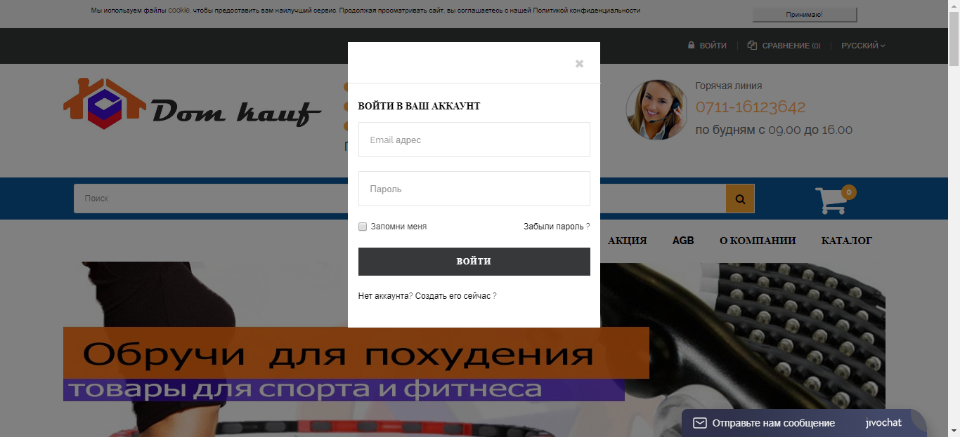 Мы используем файлы cookie, чтобы предоставить вам наилучший сервис. Продолжая просматривать сайт, вы соглашаетесь с нашей Политикой конфиденциальности
Принимаю!
ВОЙТИ
СРАВНЕНИЕ (0)
РУССКИЙ
Dom kauf
Горячая линия
0711-16123642
по будням с 09.00 до 16.00
Поиск
0
АКЦИЯ
AGB
О КОМПАНИИ
КАТАЛОГ
ВОЙТИ В ВАШ АККАУНТ
Email адрес
Пароль
Запомни меня
Забыли пароль ?
ВОЙТИ
Нет аккаунта? Создать его сейчас ?
Обручи для похудения
товары для спорта и фитнеса
Отправьте нам сообщение
jivochat